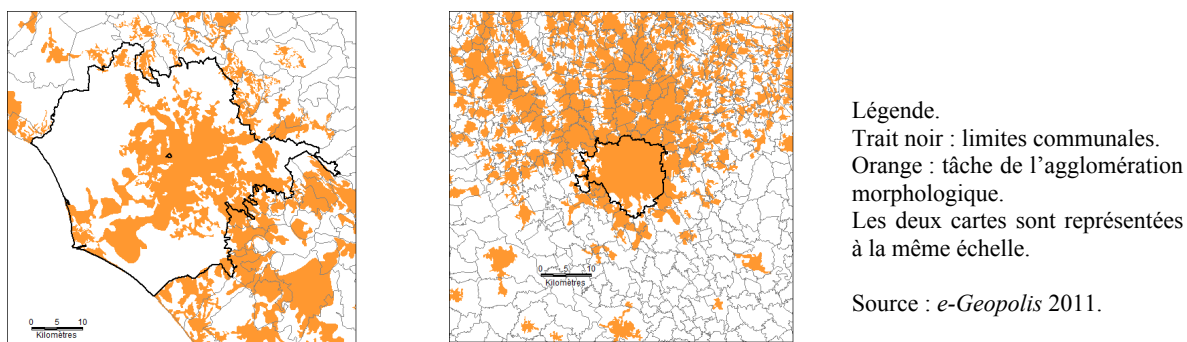 0 5 10
Kilomètres
0 5 10
Kilomètres
Légende.
Trait noir : limites communales.
Orange : tâche de l’agglomération
morphologique.
Les deux cartes sont représentées
à la même échelle.
Source : e-Geopolis 2011.